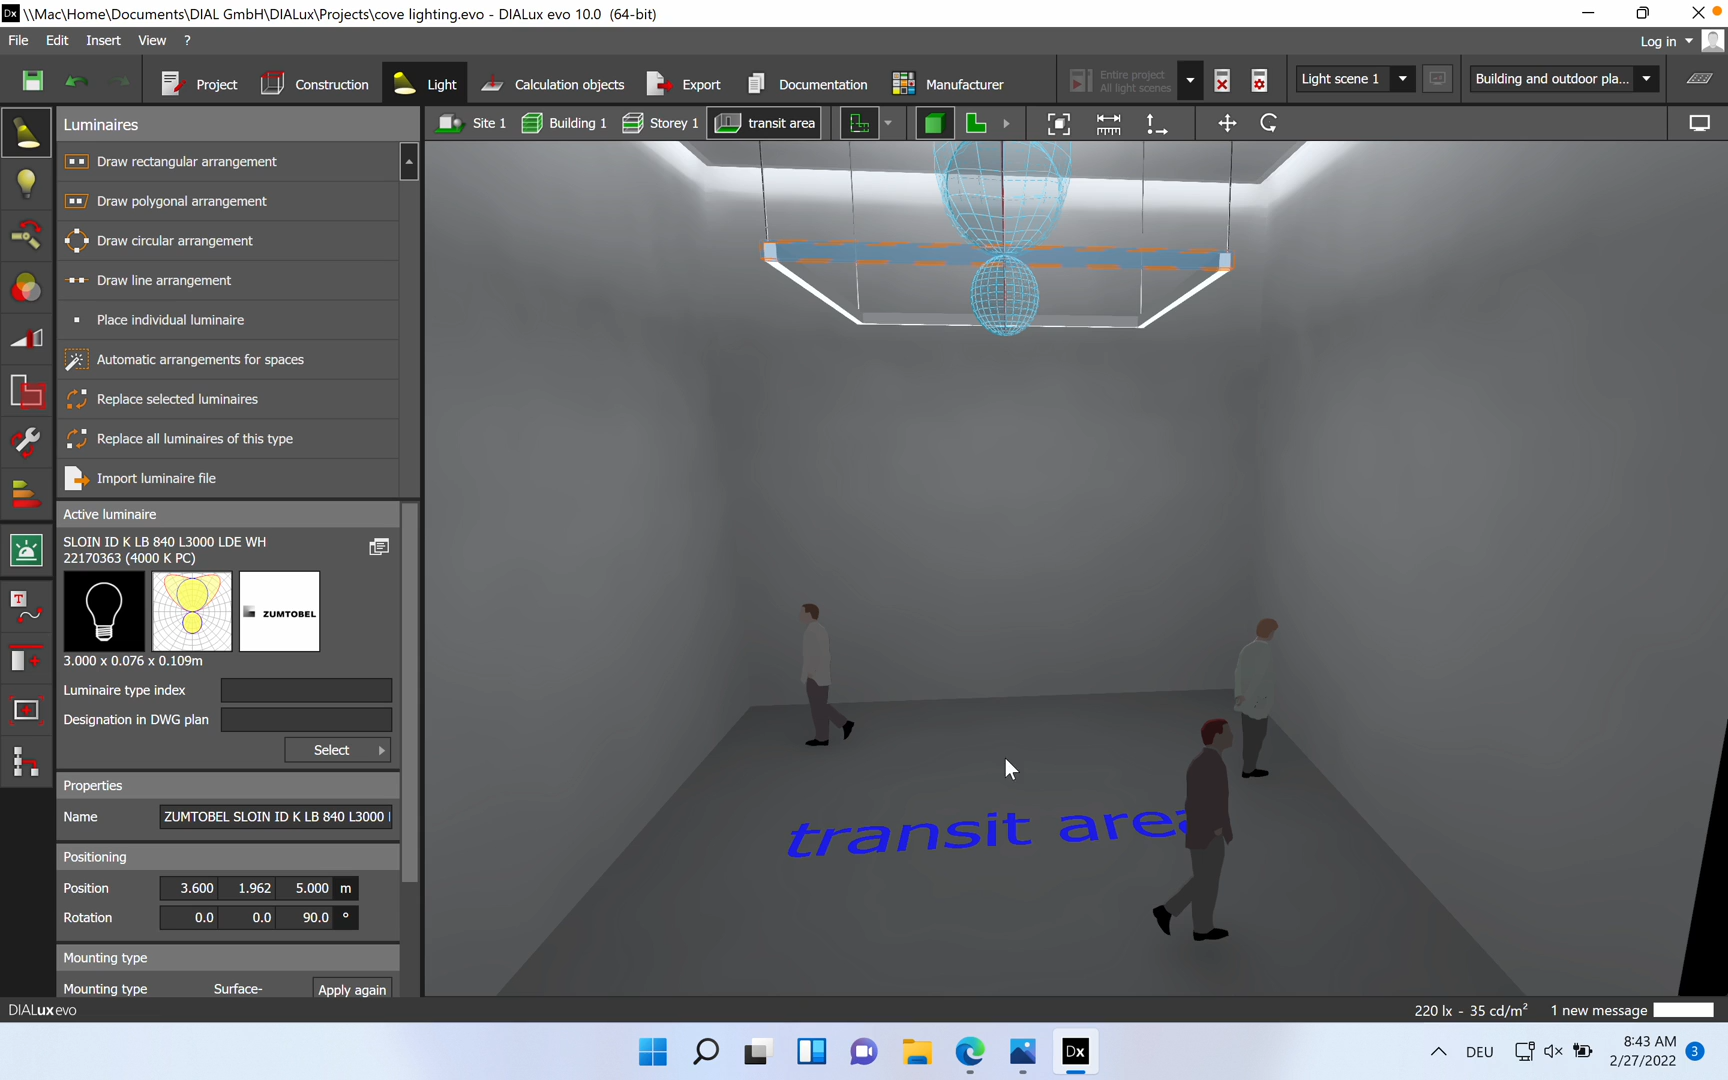 \\Mac\Home\Documents\DIAL GmbH\DIALux\Projects\cove lighting.evo - DIALux evo 10.0 (64-bit)
File Edit Insert View ?
Log in
Project Construction Light Calculation objects Export Documentation Manufacturer
Entire project
All light scenes
Light scene 1
Building and outdoor pla...
Site 1 Building 1 Storey 1 transit area
Luminaires
Draw rectangular arrangement
Draw polygonal arrangement
Draw circular arrangement
Draw line arrangement
Place individual luminaire
Automatic arrangements for spaces
Replace selected luminaires
Replace all luminaires of this type
Import luminaire file
Active luminaire
SLOIN ID K LB 840 L3000 LDE WH
22170363 (4000 K PC)
ZUMTOBEL
3.000 x 0.076 x 0.109m
Luminaire type index
Designation in DWG plan
Select
Properties
Name ZUMTOBEL SLOIN ID K LB 840 L3000
Positioning
Position 3.600 1.962 5.000 m
Rotation 0.0 0.0 90.0 °
Mounting type
Mounting type Surface- Apply again
transit area
DIALux evo
220 lx - 35 cd/m² 1 new message
Dx
DEU
8:43 AM
2/27/2022
3